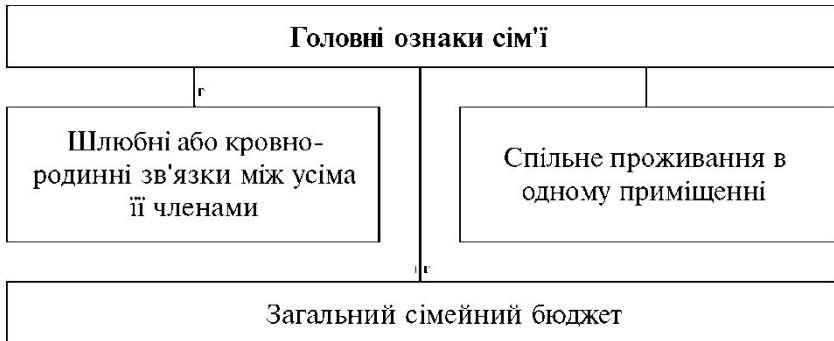 Головні ознаки сім'ї
Шлюбні або кровно-
родинні зв'язки між усіма
її членами
Спільне проживання в
одному приміщенні
Загальний сімейний бюджет